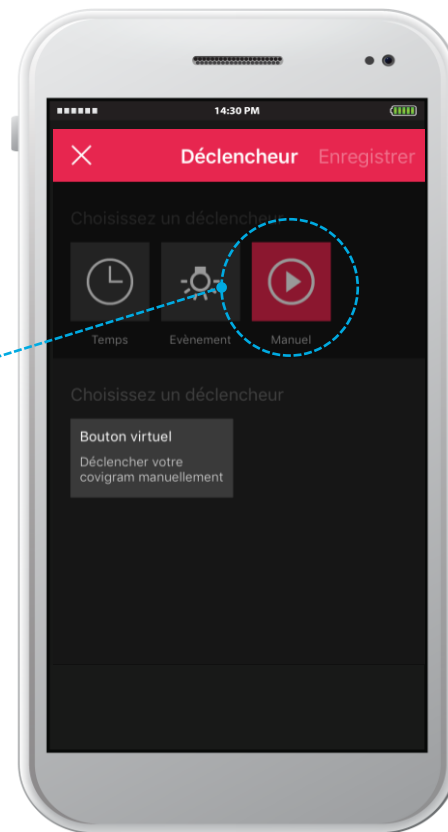 14:30 PM
Déclencheur Enregistrer
Choisissez un déclencheur
Temps Evènement Manuel
Choisissez un déclencheur
Bouton virtuel
Déclencher votre
covigram manuellement